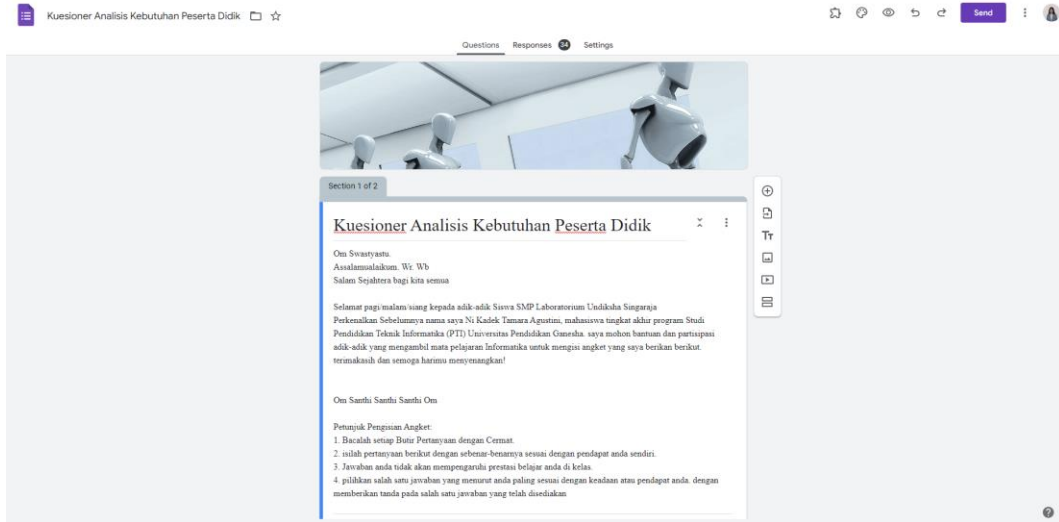 Kuesioner Analisis Kebutuhan Peserta Didik
Send
Questions Responses 34 Settings
Section 1 of 2
Kuesioner Analisis Kebutuhan Peserta Didik
Om Swastyastu.
Assalamualaikum. Wr. Wb
Salam Sejahtera bagi kita semua
Selamat pagi/malam/siang kepada adik-adik Siswa SMP Laboratorium Undiksha Singaraja
Perkenalkan Sebelumnya nama saya Ni Kadek Tamara Agustini, mahasiswa tingkat akhir program Studi
Pendidikan Teknik Informatika (PTI) Universitas Pendidikan Ganesha. saya mohon bantuan dan partisipasi
adik-adik yang mengambil mata pelajaran Informatika untuk mengisi angket yang saya berikan berikut.
terimakasih dan semoga harimu menyenangkan!
Om Santhi Santhi Santhi Om
Petunjuk Pengisian Angket:
1. Bacalah setiap Butir Pertanyaan dengan Cermat.
2. isilah pertanyaan berikut dengan sebenar-benarnya sesuai dengan pendapat anda sendiri.
3. Jawaban anda tidak akan mempengaruhi prestasi belajar anda di kelas.
4. pilihkan salah satu jawaban yang menurut anda paling sesuai dengan keadaan atau pendapat anda. dengan
memberikan tanda pada salah satu jawaban yang telah disediakan